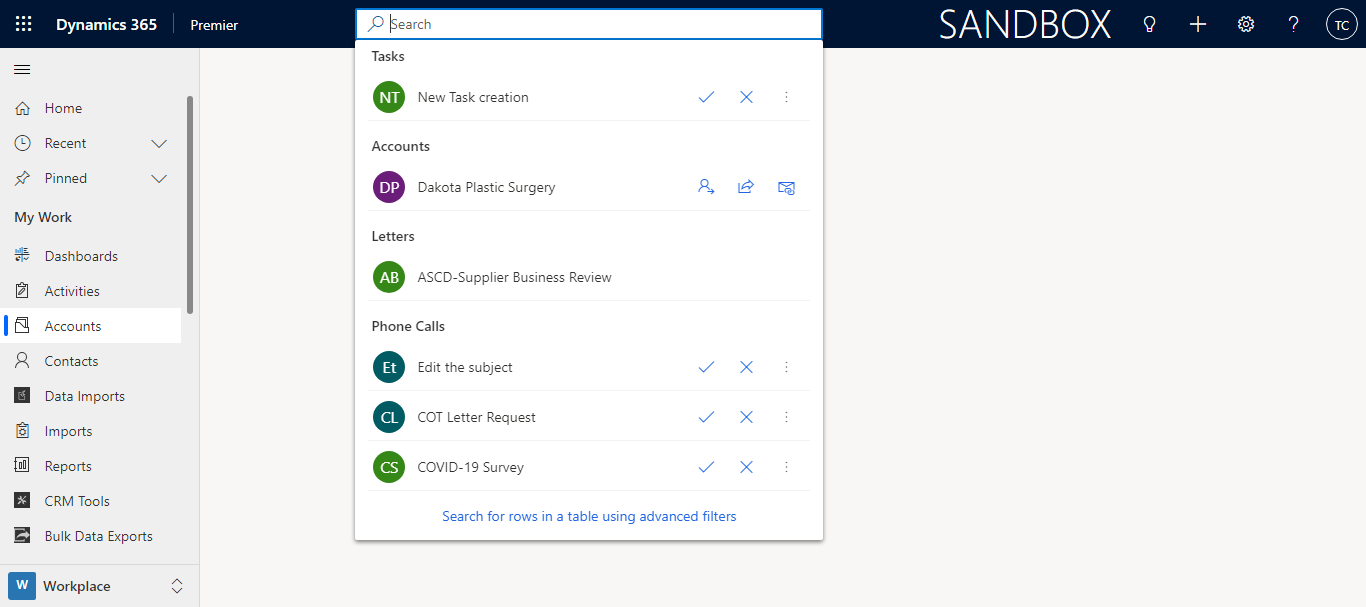 Dynamics 365
Premier
Search
SANDBOX
?
TC
Tasks
NT New Task creation
Accounts
DP Dakota Plastic Surgery
Letters
AB ASCD-Supplier Business Review
Phone Calls
Et Edit the subject
CL COT Letter Request
CS COVID-19 Survey
Search for rows in a table using advanced filters
Home
Recent
Pinned
My Work
Dashboards
Activities
Accounts
Contacts
Data Imports
Imports
Reports
CRM Tools
Bulk Data Exports
W Workplace